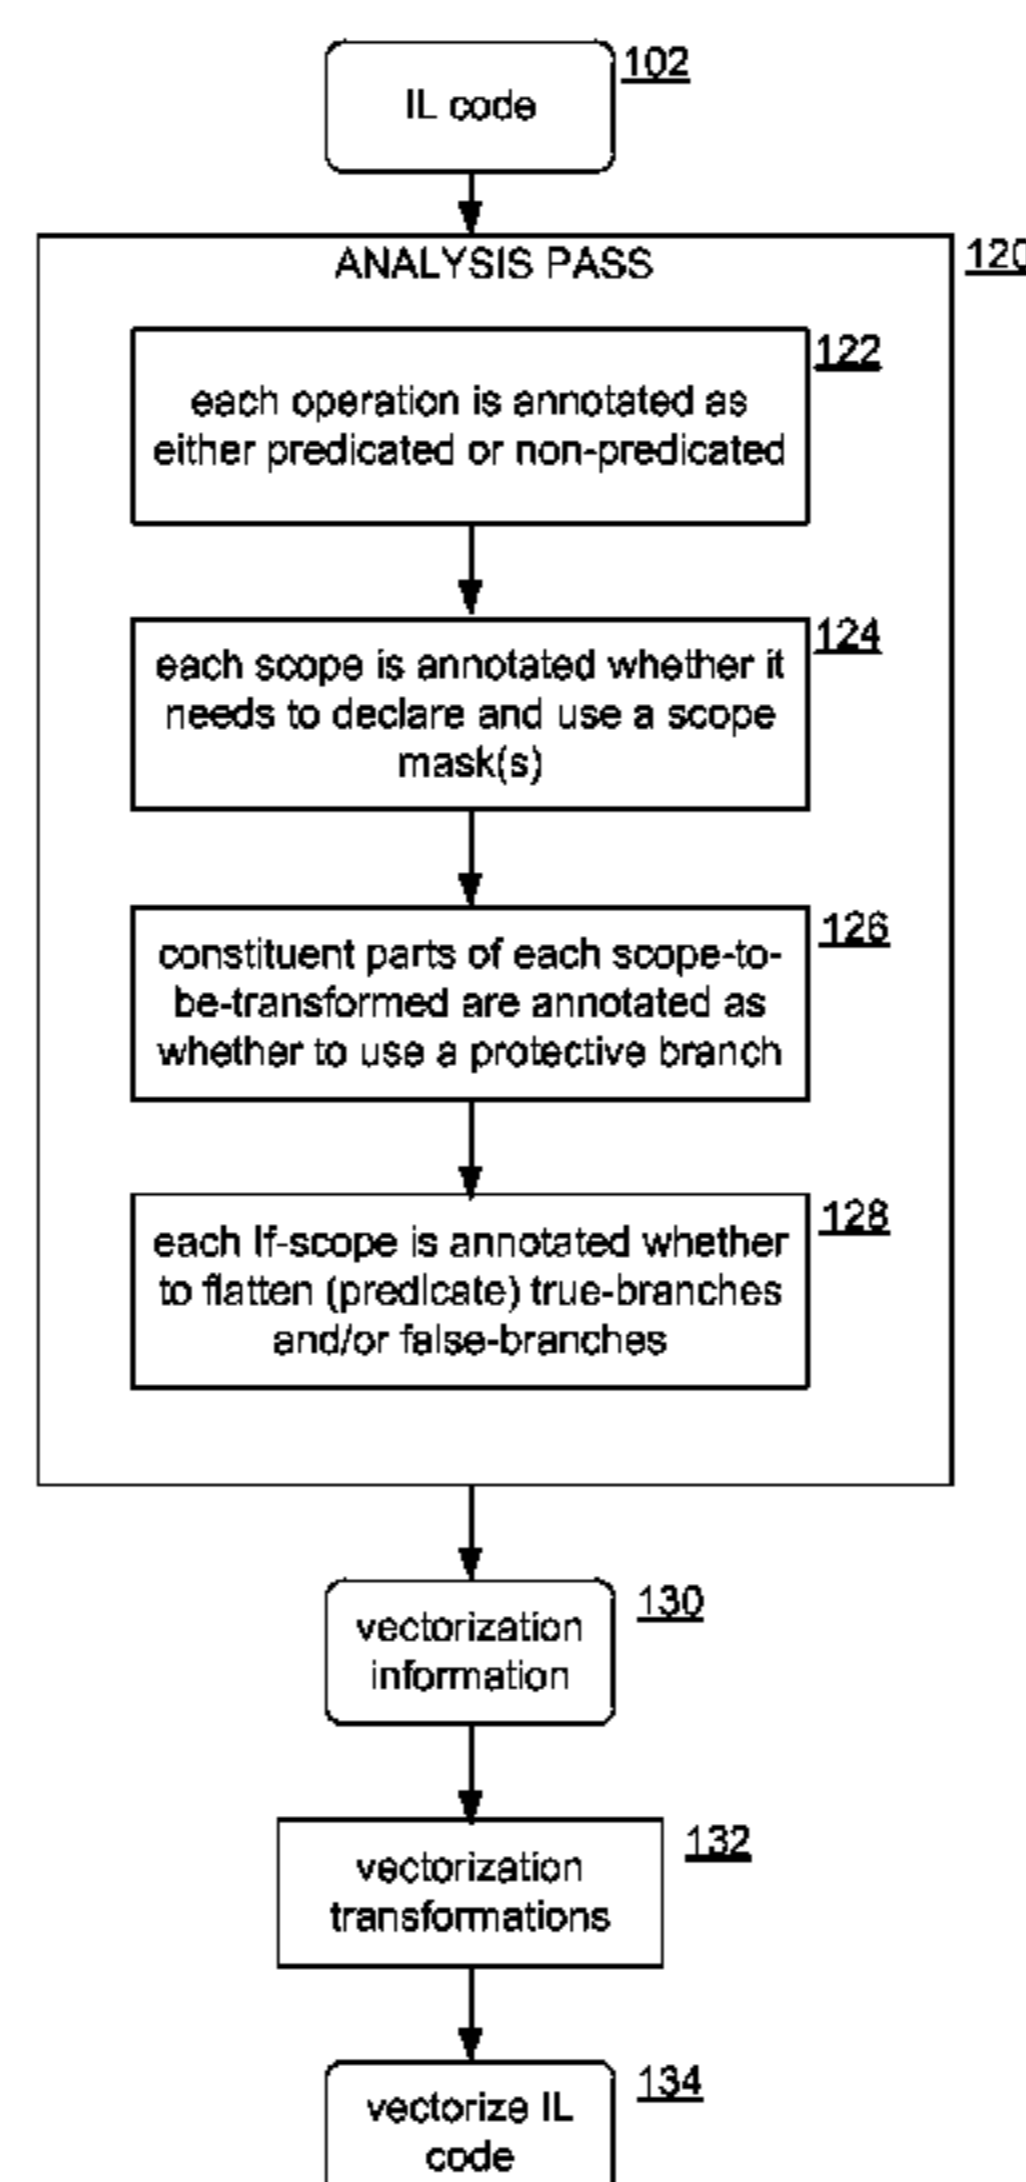 IL code
102
ANALYSIS PASS
120
each operation is annotated as
either predicated or non-predicated
122
each scope is annotated whether it
needs to declare and use a scope
mask(s)
124
constituent parts of each scope-to-
be-transformed are annotated as
whether to use a protective branch
126
each If-scope is annotated whether
to flatten (predicate) true-branches
and/or false-branches
128
vectorization
information
130
vectorization
transformations
132
vectorize IL
code
134